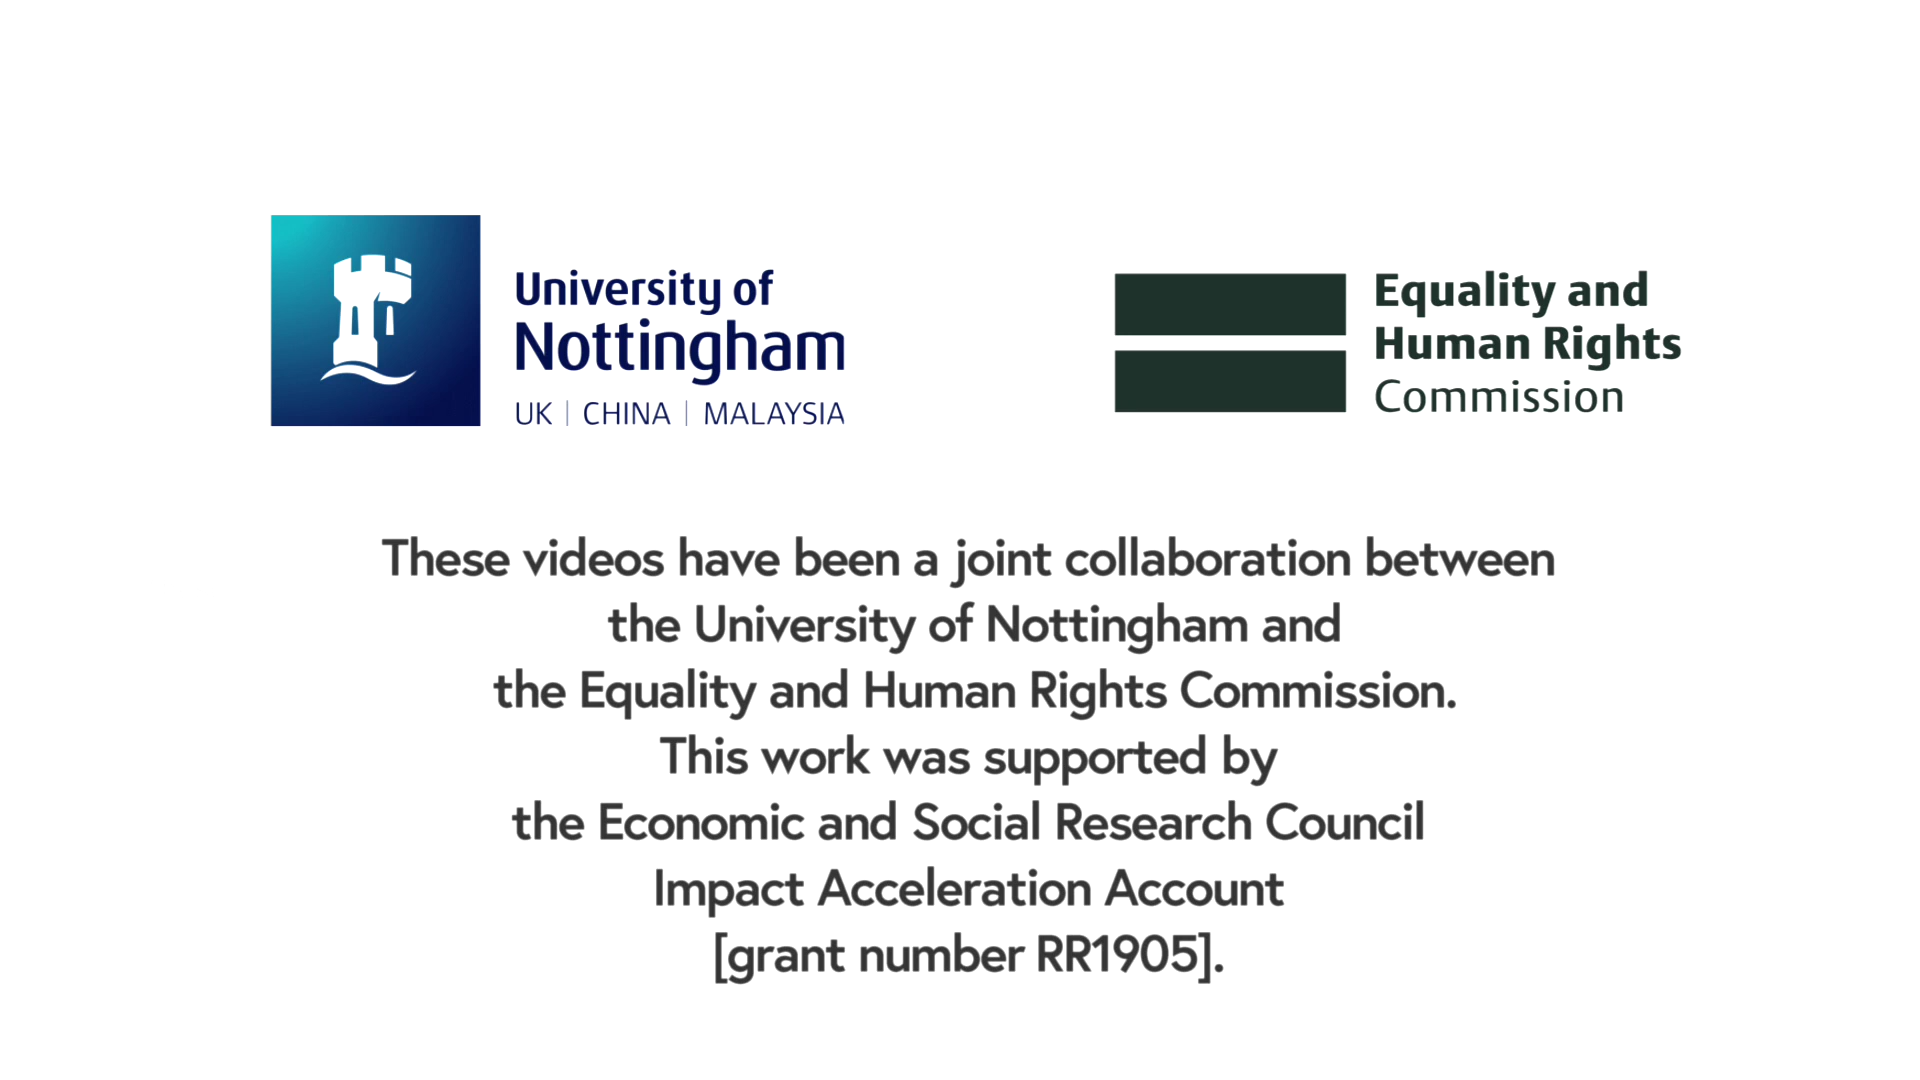 University of
Nottingham
UK | CHINA | MALAYSIA
Equality and
Human Rights
Commission
These videos have been a joint collaboration between
the University of Nottingham and
the Equality and Human Rights Commission.
This work was supported by
the Economic and Social Research Council
Impact Acceleration Account
[grant number RR1905].